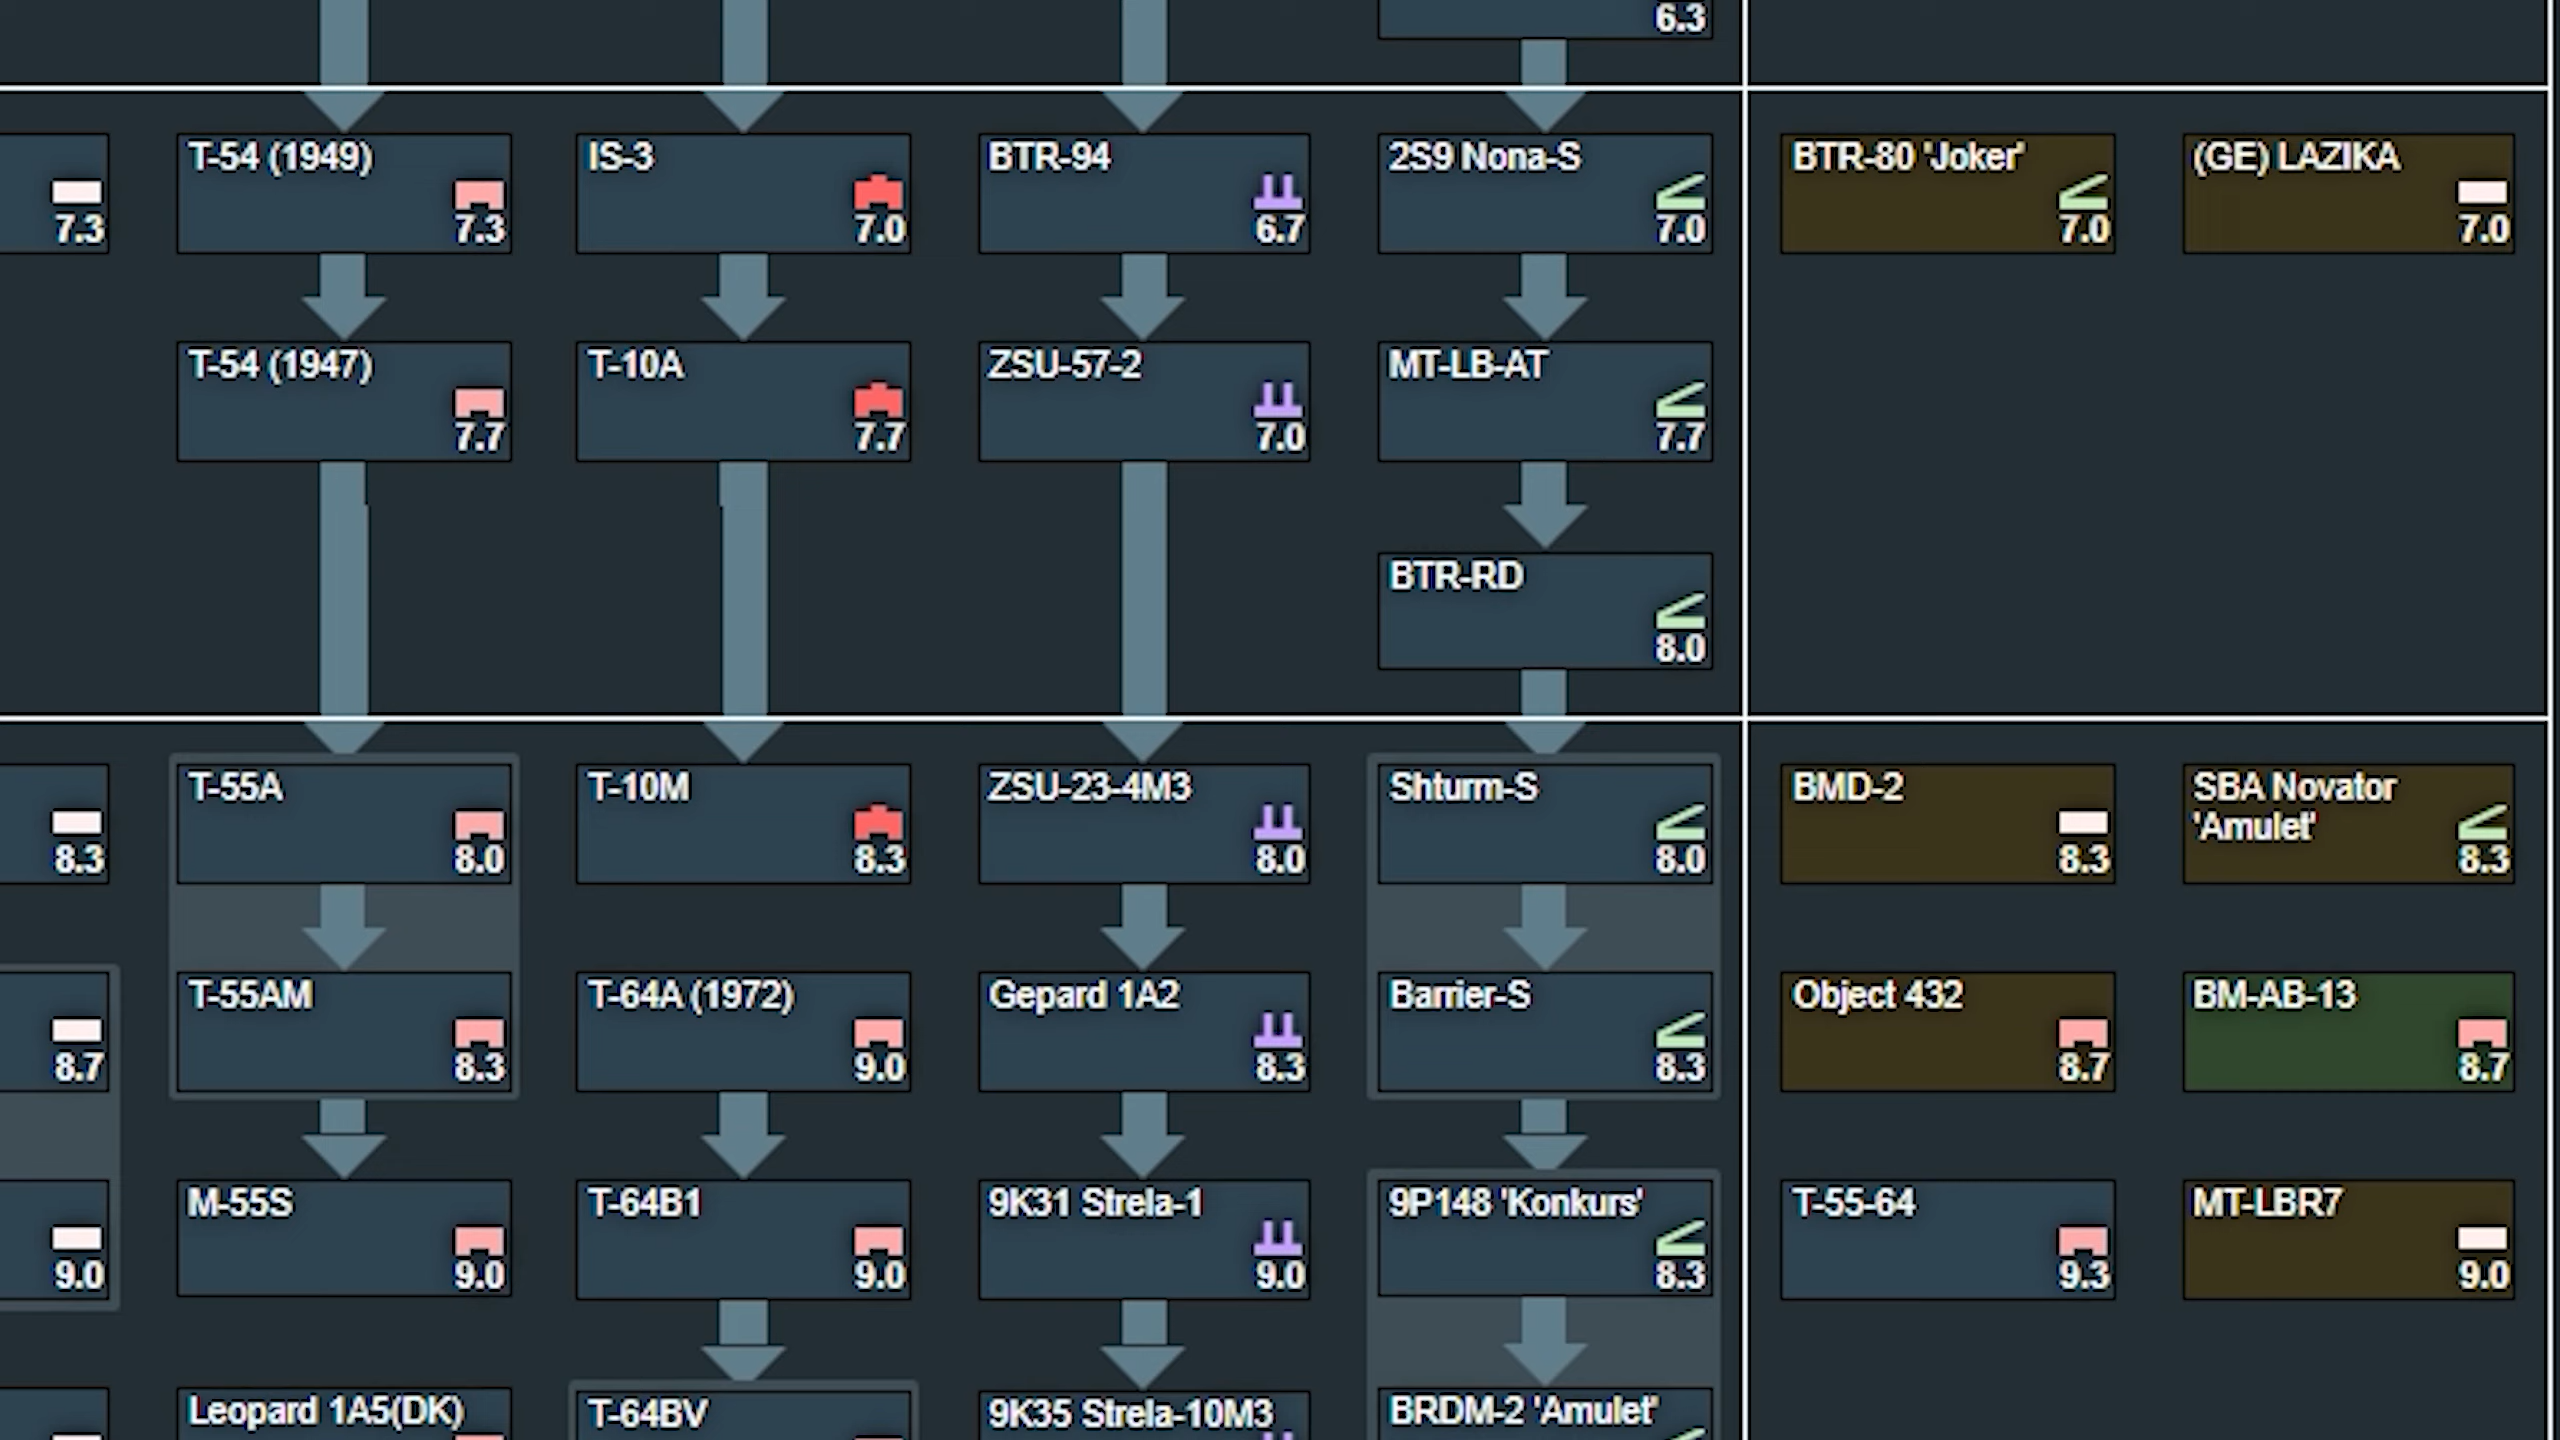 6.3
7.3
T-54 (1949)
7.3
IS-3
7.0
BTR-94
6.7
2S9 Nona-S
7.0
BTR-80 'Joker'
7.0
(GE) LAZIKA
7.0
T-54 (1947)
7.7
T-10A
7.7
ZSU-57-2
7.0
MT-LB-AT
7.7
BTR-RD
8.0
8.3
T-55A
8.0
T-10M
8.3
ZSU-23-4M3
8.0
Shturm-S
8.0
BMD-2
8.3
SBA Novator
'Amulet'
8.3
8.7
T-55AM
8.3
T-64A (1972)
9.0
Gepard 1A2
8.3
Barrier-S
8.3
Object 432
8.7
BM-AB-13
8.7
9.0
M-55S
9.0
T-64B1
9.0
9K31 Strela-1
9.0
9P148 'Konkurs'
8.3
T-55-64
9.3
MT-LBR7
9.0
Leopard 1A5(DK)
T-64BV
9K35 Strela-10M3
BRDM-2 'Amulet'